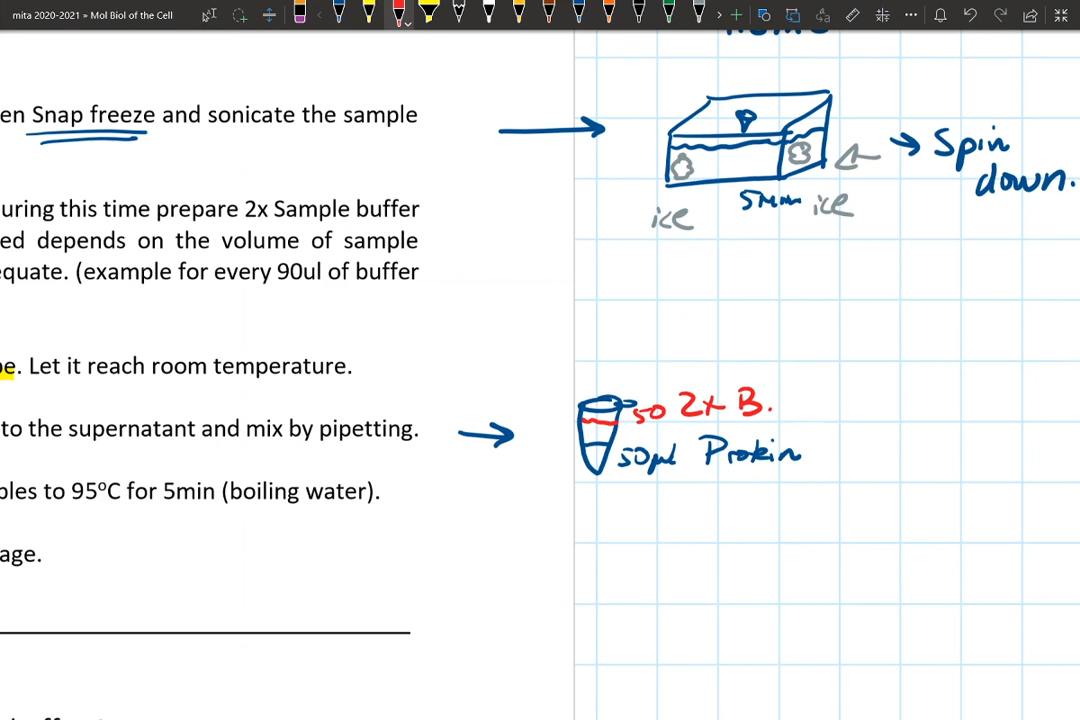 mita 2020-2021 » Mol Biol of the Cell
en Snap freeze and sonicate the sample
Spin
down.
5min
ice
ice
uring this time prepare 2x Sample buffer
ed depends on the volume of sample
equate. (example for every 90ul of buffer
be. Let it reach room temperature.
50 2x B.
to the supernatant and mix by pipetting.
50μl Protein
ples to 95°C for 5min (boiling water).
age.